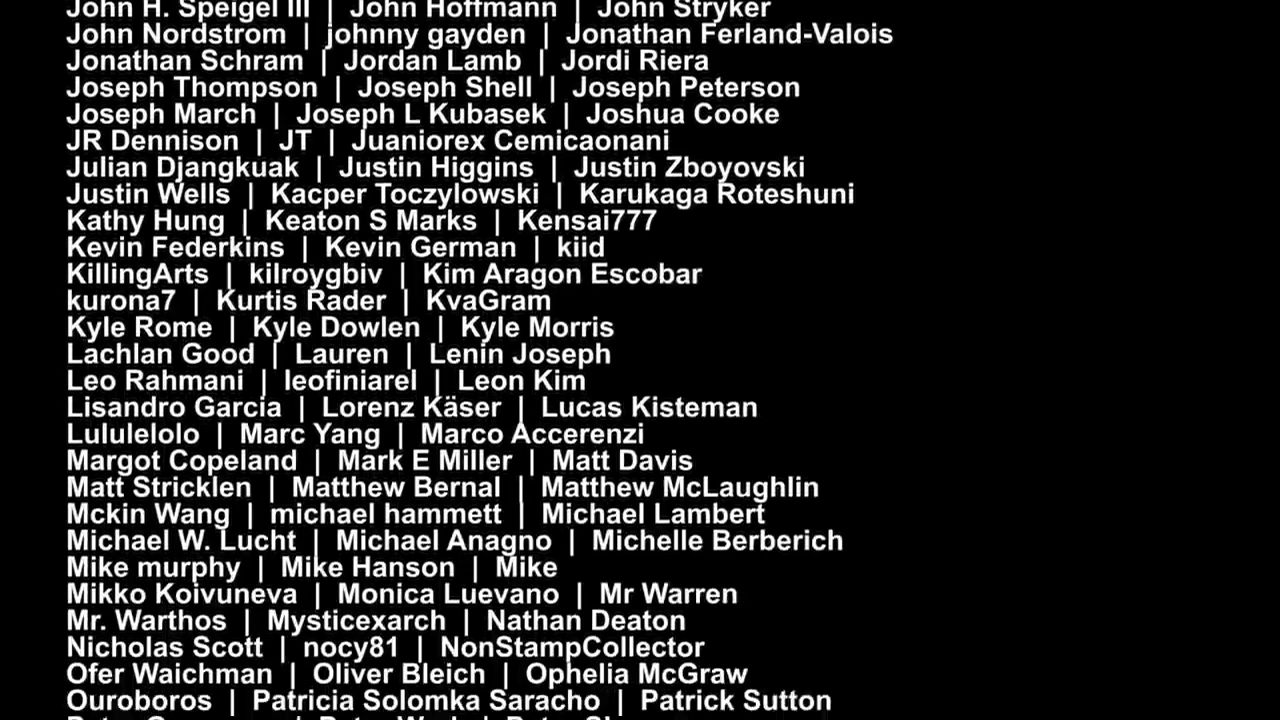 John H. Speigel III | John Hoffmann | John Stryker
John Nordstrom | johnny gayden | Jonathan Ferland-Valois
Jonathan Schram | Jordan Lamb | Jordi Riera
Joseph Thompson | Joseph Shell | Joseph Peterson
Joseph March | Joseph L Kubasek | Joshua Cooke
JR Dennison | JT | Juaniorex Cemicaonani
Julian Djangkuak | Justin Higgins | Justin Zboyovski
Justin Wells | Kacper Toczylowski | Karukaga Roteshuni
Kathy Hung | Keaton S Marks | Kensai777
Kevin Federkins | Kevin German | kiid
KillingArts | kilroygbiv | Kim Aragon Escobar
kurona7 | Kurtis Rader | KvaGram
Kyle Rome | Kyle Dowlen | Kyle Morris
Lachlan Good | Lauren | Lenin Joseph
Leo Rahmani | leofiniarel | Leon Kim
Lisandro Garcia | Lorenz Käser | Lucas Kisteman
Lululelolo | Marc Yang | Marco Accerenzi
Margot Copeland | Mark E Miller | Matt Davis
Matt Stricklen | Matthew Bernal | Matthew McLaughlin
Mckin Wang | michael hammett | Michael Lambert
Michael W. Lucht | Michael Anagno | Michelle Berberich
Mike murphy | Mike Hanson | Mike
Mikko Koivuneva | Monica Luevano | Mr Warren
Mr. Warthos | Mysticexarch | Nathan Deaton
Nicholas Scott | nocy81 | NonStampCollector
Ofer Waichman | Oliver Bleich | Ophelia McGraw
Ouroboros | Patricia Solomka Saracho | Patrick Sutton